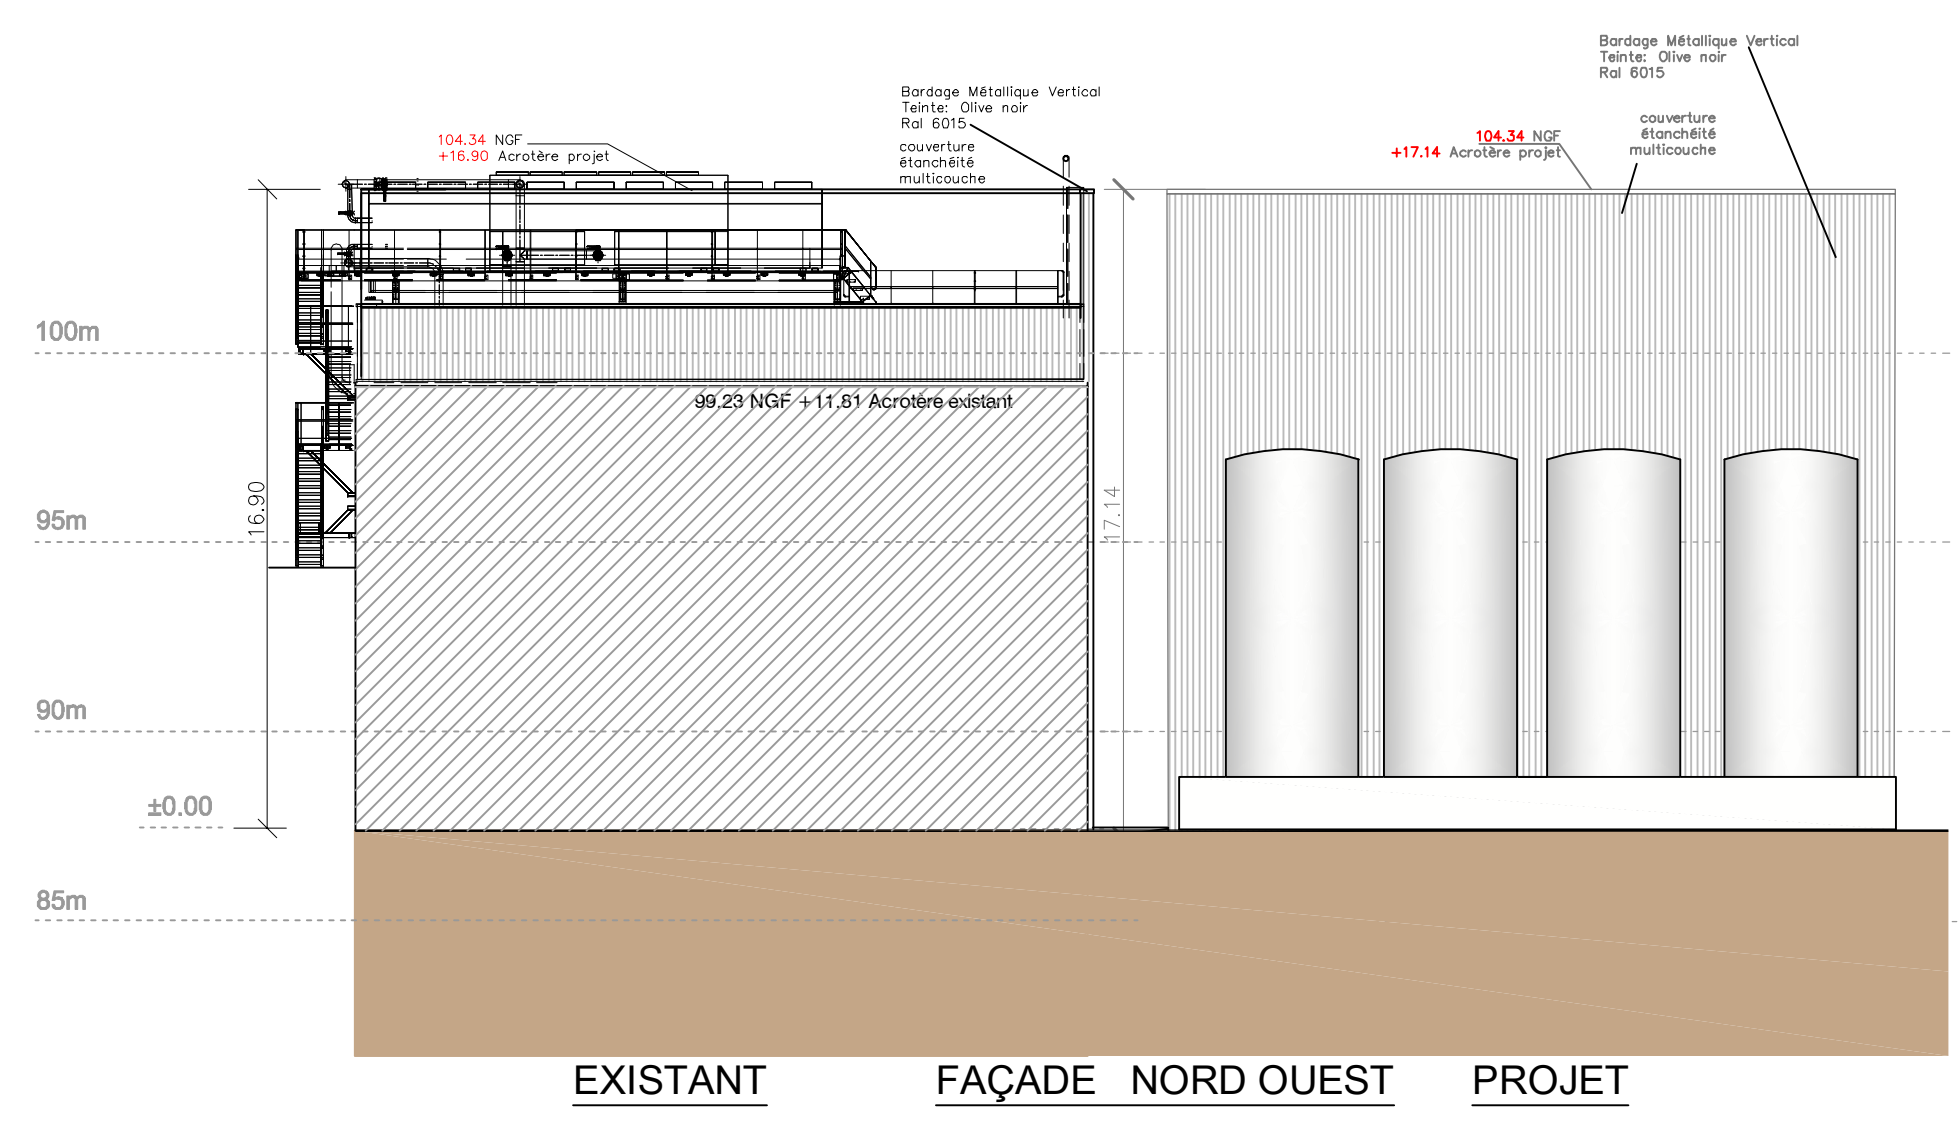 Bardage Métallique Vertical
Teinte: Olive noir
Ral 6015
Bardage Métallique Vertical
Teinte: Olive noir
Ral 6015
couverture
étanchéité
multicouche
couverture
étanchéité
multicouche
104.34 NGF
+16.90 Acrotère projet
104.34 NGF
+17.14 Acrotère projet
100m
99.23 NGF +11.81 Acrotère existant
16.90
17.14
95m
90m
±0.00
85m
EXISTANT
FAÇADE NORD OUEST
PROJET